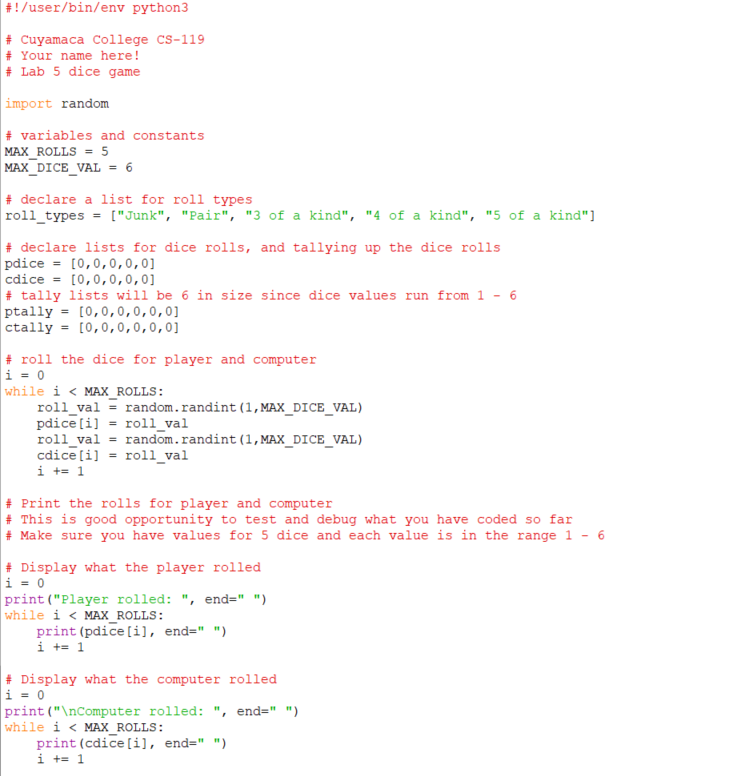 #!/user/bin/env python3
# Cuyamaca College CS-119
# Your name here!
# Lab 5 dice game
import random
# variables and constants
MAX_ROLLS = 5
MAX_DICE_VAL = 6
# declare a list for roll types
roll_types = ["Junk", "Pair", "3 of a kind", "4 of a kind", "5 of a kind"]
# declare lists for dice rolls, and tallying up the dice rolls
pdice = [0,0,0,0,0]
cdice = [0,0,0,0,0]
# tally lists will be 6 in size since dice values run from 1 - 6
ptally = [0,0,0,0,0,0]
ctally = [0,0,0,0,0,0]
# roll the dice for player and computer
i = 0
while i < MAX_ROLLS:
    roll_val = random.randint(1,MAX_DICE_VAL)
    pdice[i] = roll_val
    roll_val = random.randint(1,MAX_DICE_VAL)
    cdice[i] = roll_val
    i += 1
# Print the rolls for player and computer
# This is good opportunity to test and debug what you have coded so far
# Make sure you have values for 5 dice and each value is in the range 1 - 6
# Display what the player rolled
i = 0
print("Player rolled: ", end=" ")
while i < MAX_ROLLS:
    print(pdice[i], end=" ")
    i += 1
# Display what the computer rolled
i = 0
print("\nComputer rolled: ", end=" ")
while i < MAX_ROLLS:
    print(cdice[i], end=" ")
    i += 1